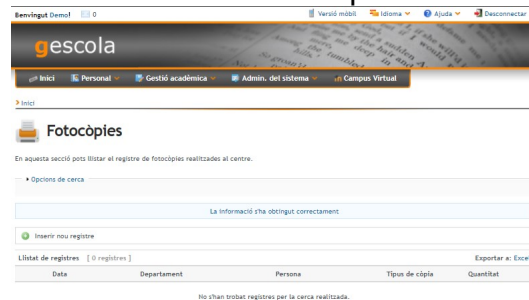 Benvingut Demo! 0 Versió mòbil Idioma Ajuda Desconnectar
gescola
Inici Personal Gestió acadèmica Admin. del sistema Campus Virtual
Inici
Fotocòpies
En aquesta secció pots llistar el registre de fotocòpies realitzades al centre.
Opcions de cerca
La informació s'ha obtingut correctament
Inserir nou registre
Llistat de registres [ 0 registres ] Exportar a: Excel
Data Departament Persona Tipus de còpia Quantitat
No s'han trobat registres per la cerca realitzada.